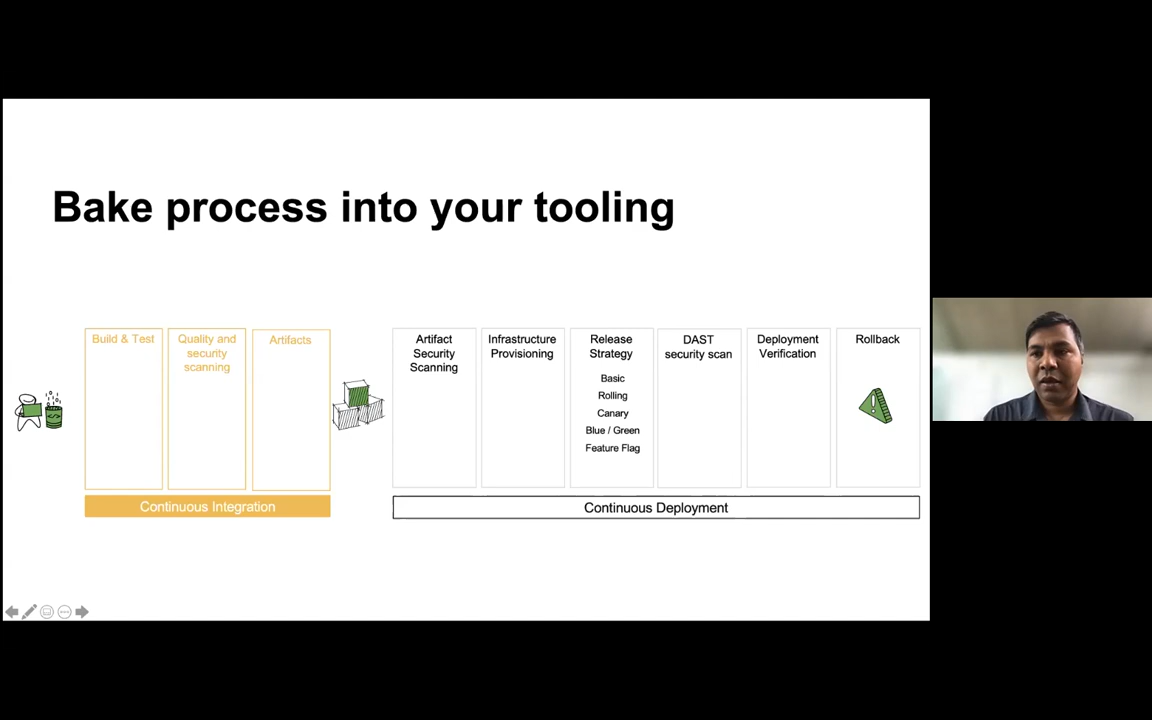 Bake process into your tooling
Build & Test
Quality and
security
scanning
Artifacts
Continuous Integration
Artifact
Security
Scanning
Infrastructure
Provisioning
Release
Strategy
Basic
Rolling
Canary
Blue / Green
Feature Flag
DAST
security scan
Deployment
Verification
Rollback
Continuous Deployment